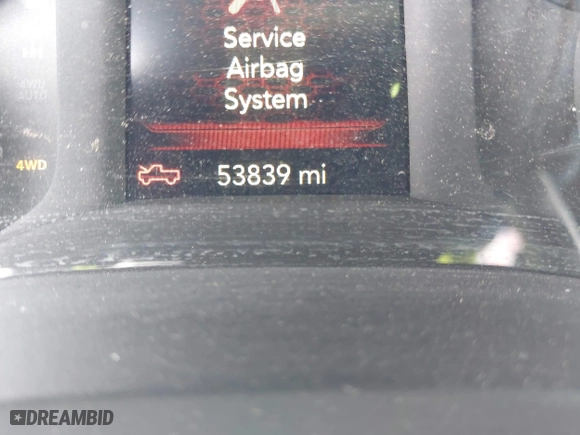 Service
Airbag
System
4WD
53839 mi
DREAMBID